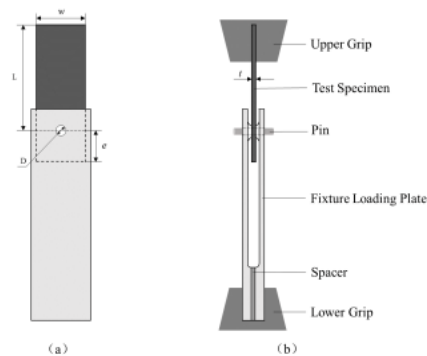 w
L
e
D
(a)
Upper Grip
t
Test Specimen
Pin
Fixture Loading Plate
Spacer
Lower Grip
(b)